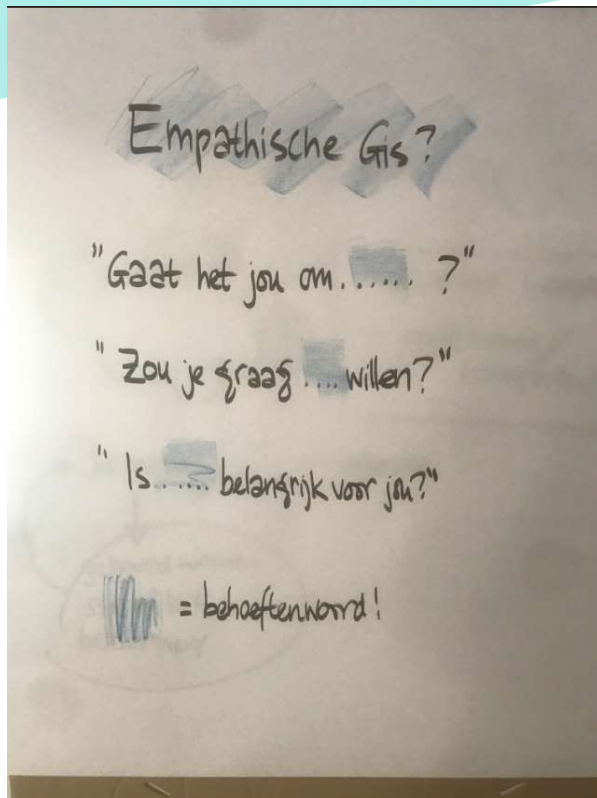 Empathische Gis?
"Gaat het jou om ...... ?"
"Zou je graag .... willen?"
"Is ...... belangrijk voor jou?"
= behoeftenwoord!